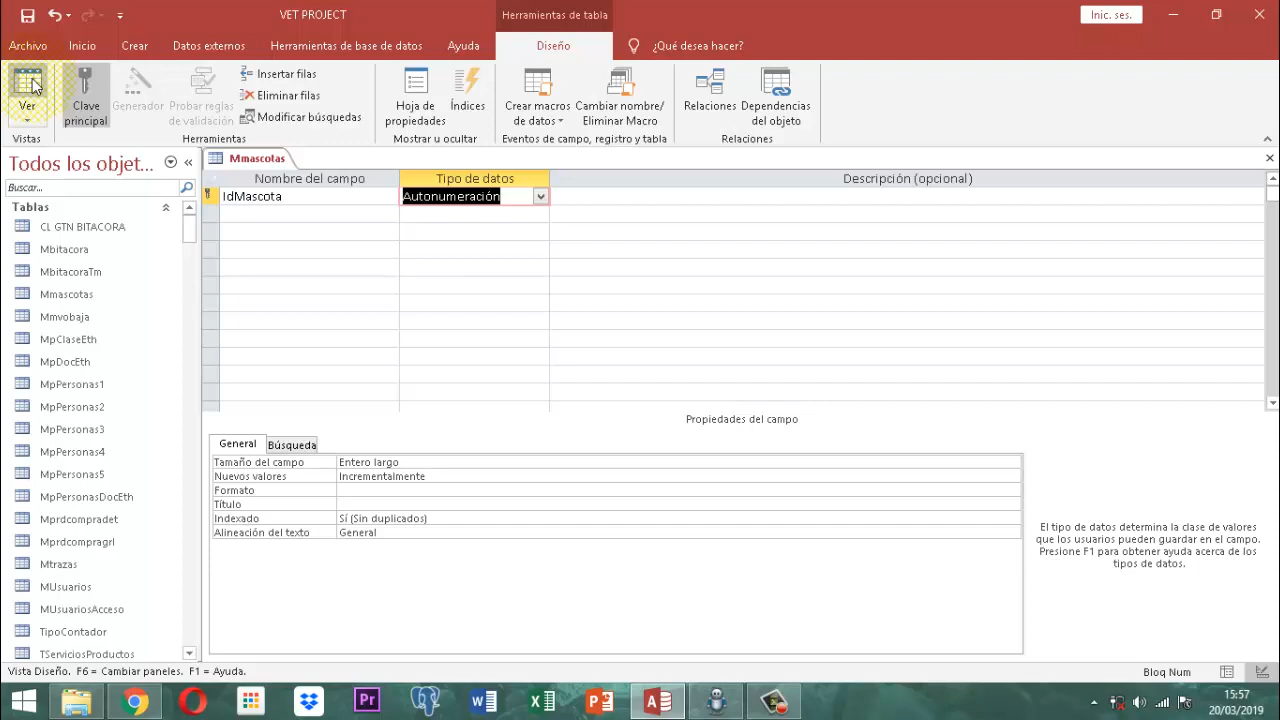 VET PROJECT
Herramientas de tabla
Inic. ses.
Archivo
Inicio
Crear
Datos externos
Herramientas de base de datos
Ayuda
Diseño
¿Qué desea hacer?
Ver
Clave principal
Generador
Probar reglas de validación
Insertar filas
Eliminar filas
Modificar búsquedas
Hoja de propiedades
Índices
Crear macros de datos
Cambiar nombre/ Eliminar Macro
Relaciones
Dependencias del objeto
Vistas
Herramientas
Mostrar u ocultar
Eventos de campo, registro y tabla
Relaciones
Todos los objet...
Buscar...
Tablas
CL GTN BITACORA
Mbitacora
MbitacoraTm
Mmascotas
Mmvobaja
MpClaseEth
MpDocEth
MpPersonas1
MpPersonas2
MpPersonas3
MpPersonas4
MpPersonas5
MpPersonasDocEth
Mprdcompradet
Mprdcompragrl
Mtrazas
MUsuarios
MUsuariosAcceso
TipoContador
TServiciosProductos
Mmascotas
Nombre del campo
Tipo de datos
Descripción (opcional)
IdMascota
Autonumeración
Propiedades del campo
General
Búsqueda
Tamaño del campo
Entero largo
Nuevos valores
Incrementalmente
Formato
Título
Indexado
Sí (Sin duplicados)
Alineación del texto
General
El tipo de datos determina la clase de valores
que los usuarios pueden guardar en el campo.
Presione F1 para obtener ayuda acerca de los
tipos de datos.
Vista Diseño. F6 = Cambiar paneles. F1 = Ayuda.
Bloq Num
Pr
15:57
20/03/2019